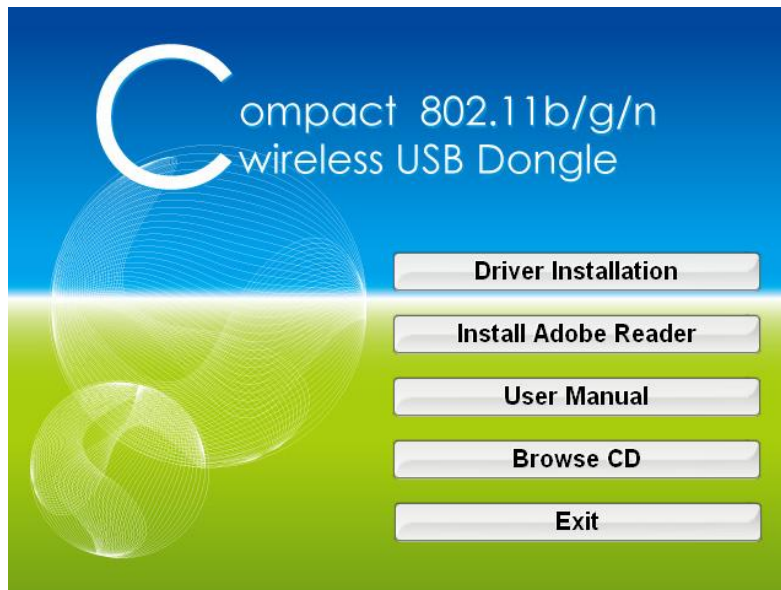 Compact 802.11b/g/n
wireless USB Dongle
Driver Installation
Install Adobe Reader
User Manual
Browse CD
Exit